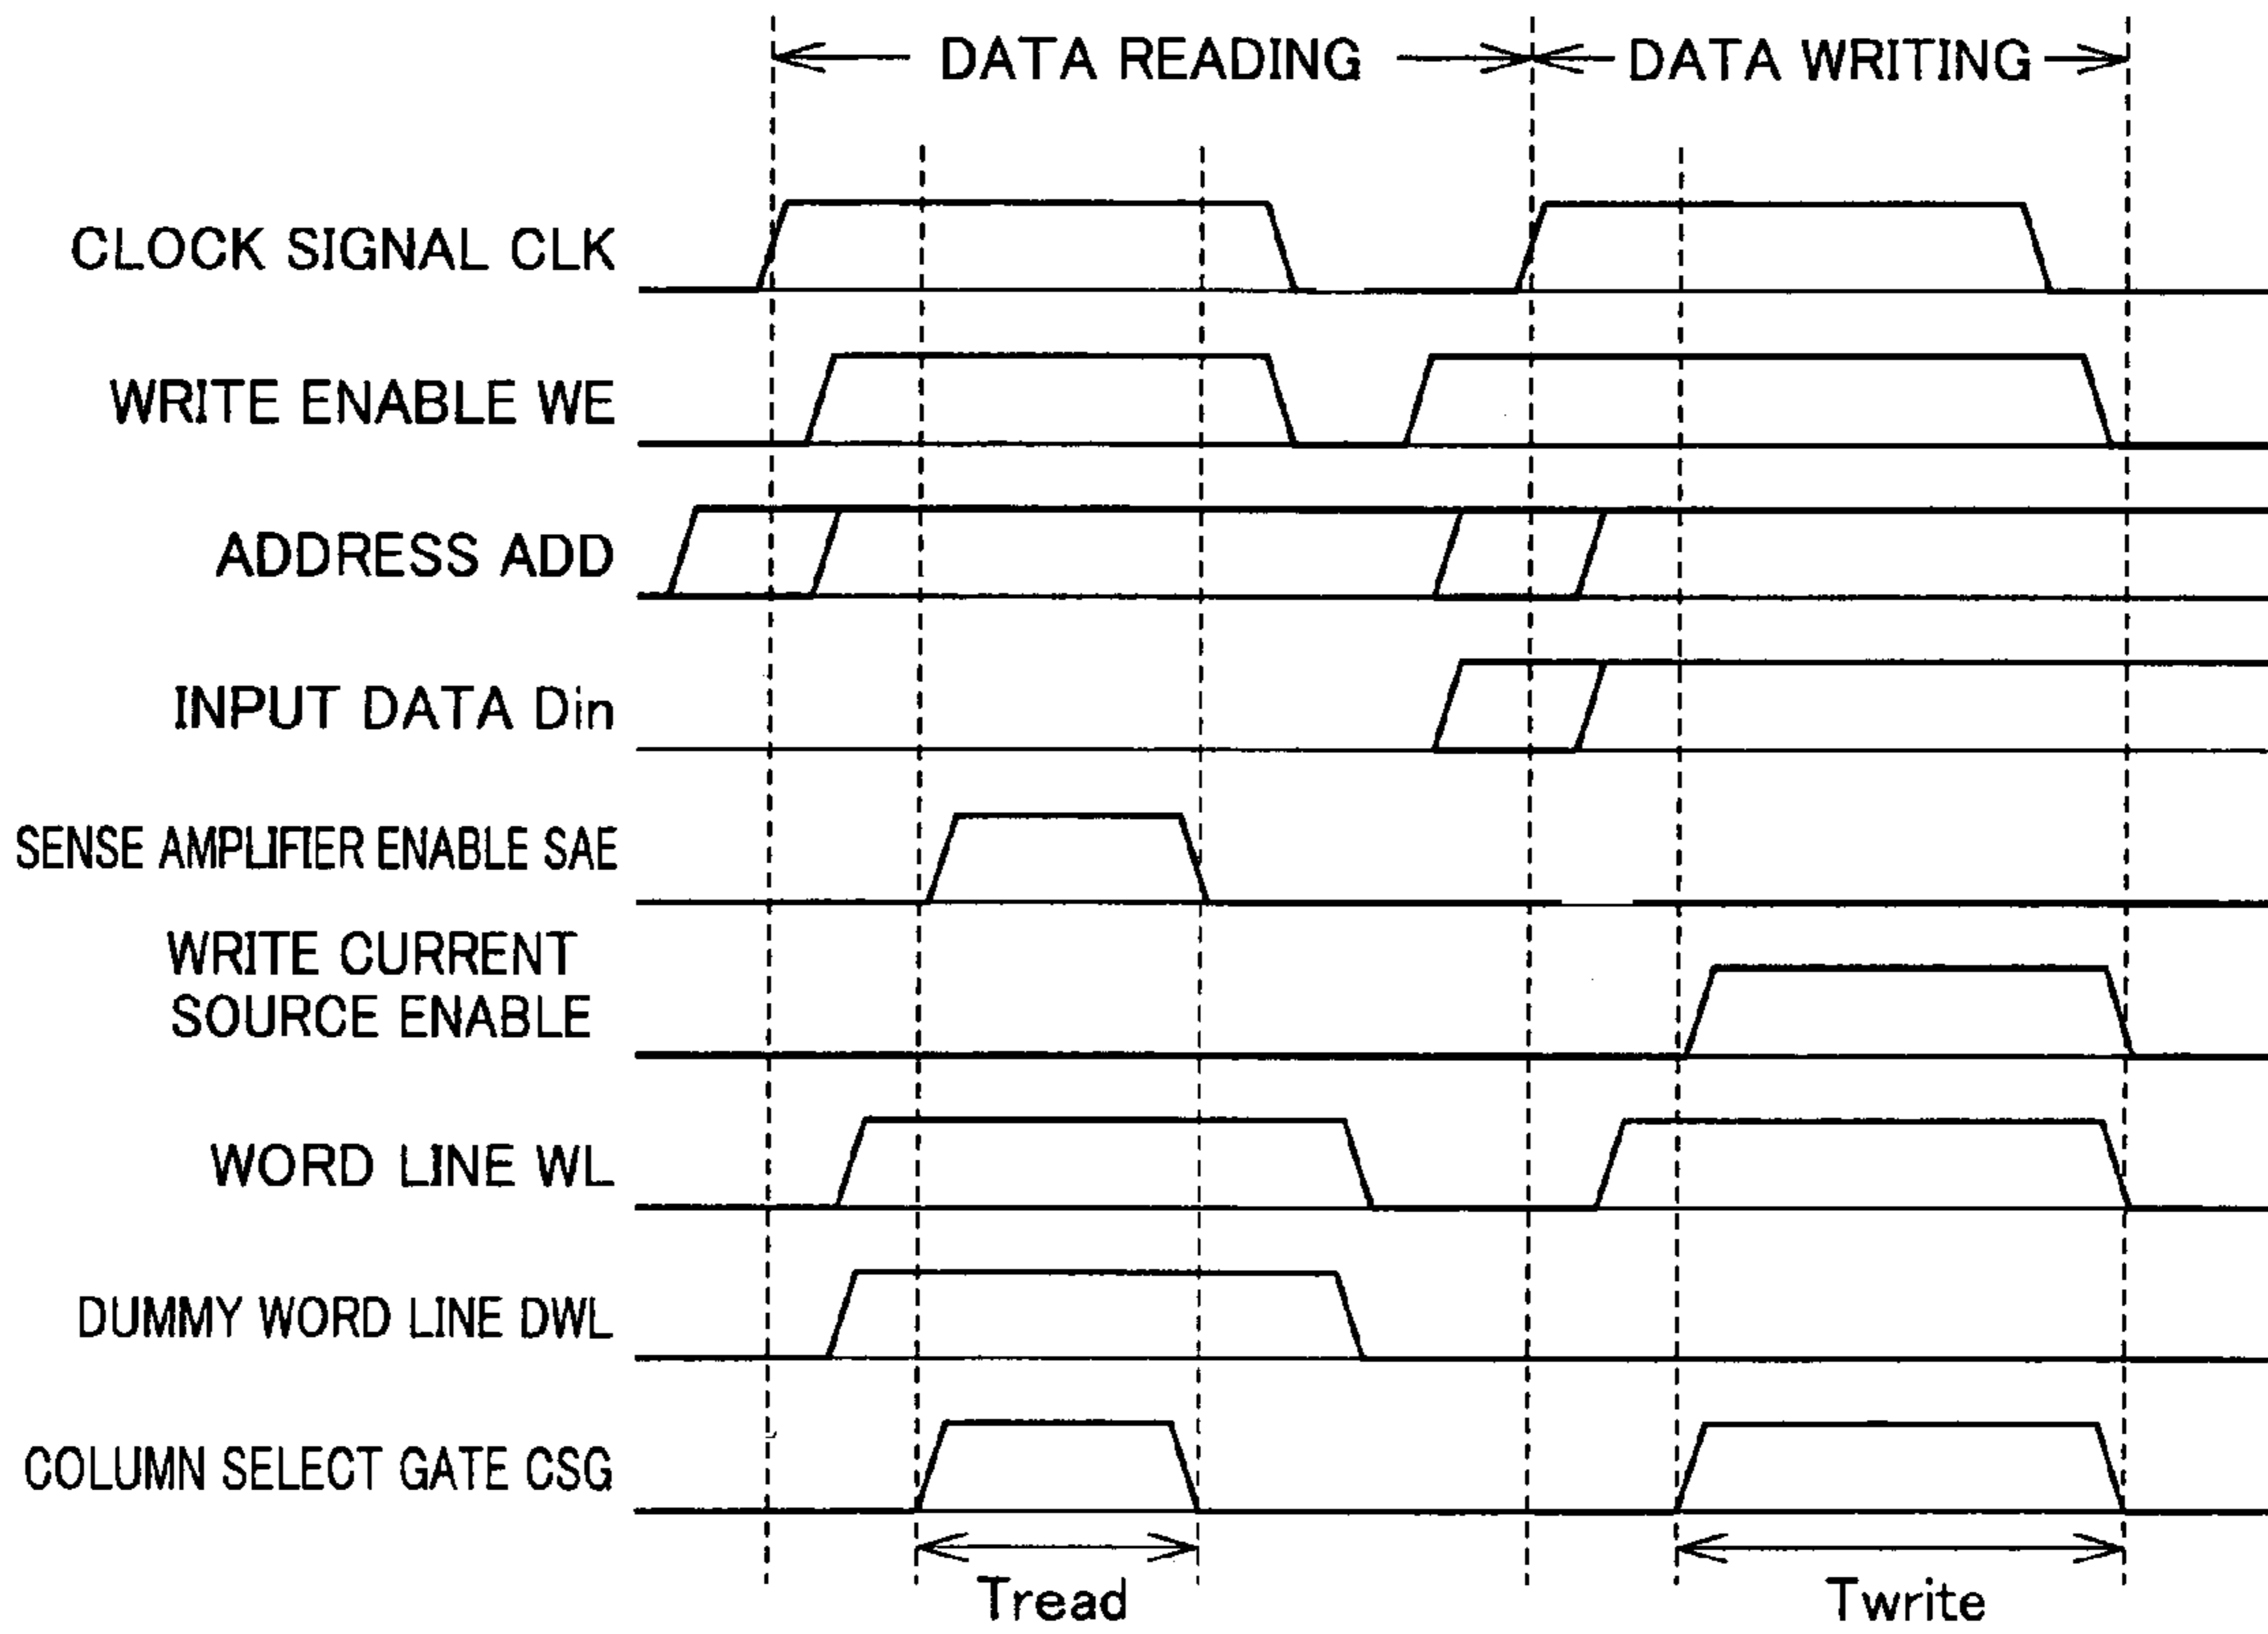 DATA READING
DATA WRITING
CLOCK SIGNAL CLK
WRITE ENABLE WE
ADDRESS ADD
INPUT DATA Din
SENSE AMPLIFIER ENABLE SAE
WRITE CURRENT
SOURCE ENABLE
WORD LINE WL
DUMMY WORD LINE DWL
COLUMN SELECT GATE CSG
Tread
Twrite